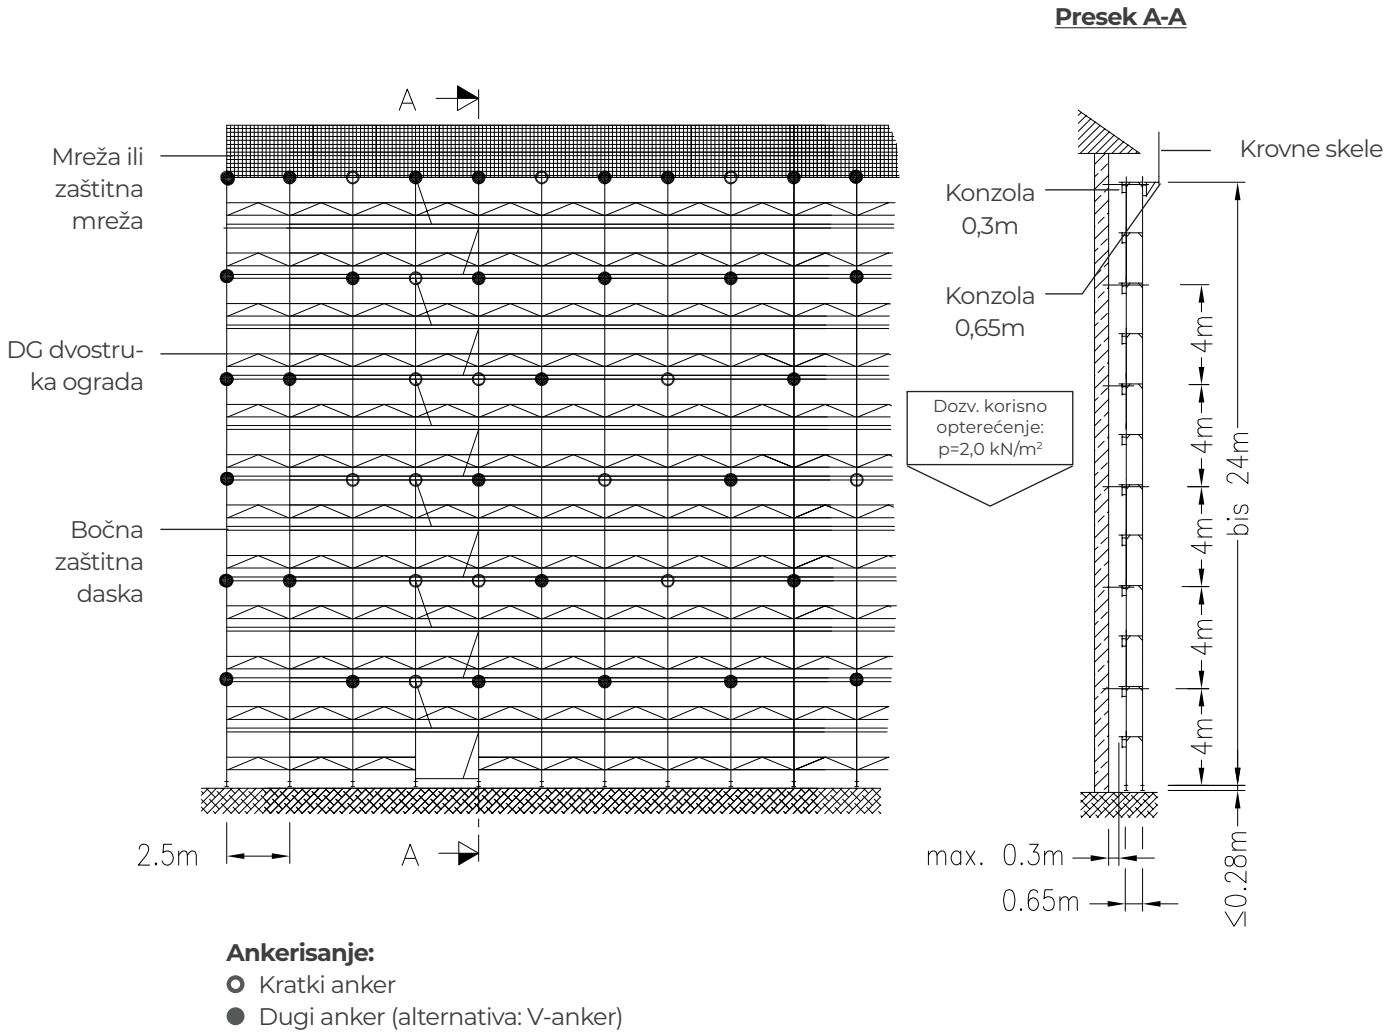 Presek A-A
A
Mreža ili
zaštitna
mreža
DG dvostru-
ka ograda
Bočna
zaštitna
daska
Krovne skele
Konzola
0,3m
Konzola
0,65m
Dozv. korisno
opterećenje:
p=2,0 kN/m²
4m
4m
4m
4m
4m
bis 24m
2.5m
A
max. 0.3m
0.65m
≤0.28m
Ankerisanje:
Kratki anker
Dugi anker (alternativa: V-anker)